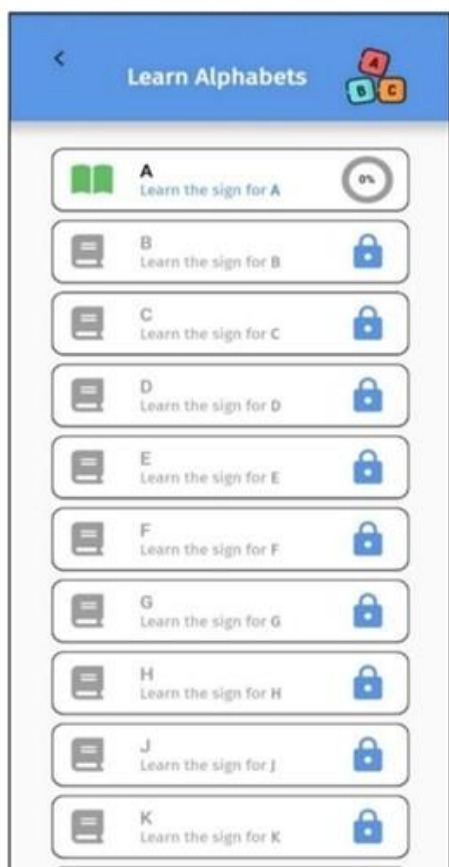 Learn Alphabets
A
B C
A
Learn the sign for A
0%
B
Learn the sign for B
C
Learn the sign for C
D
Learn the sign for D
E
Learn the sign for E
F
Learn the sign for F
G
Learn the sign for G
H
Learn the sign for H
J
Learn the sign for J
K
Learn the sign for K